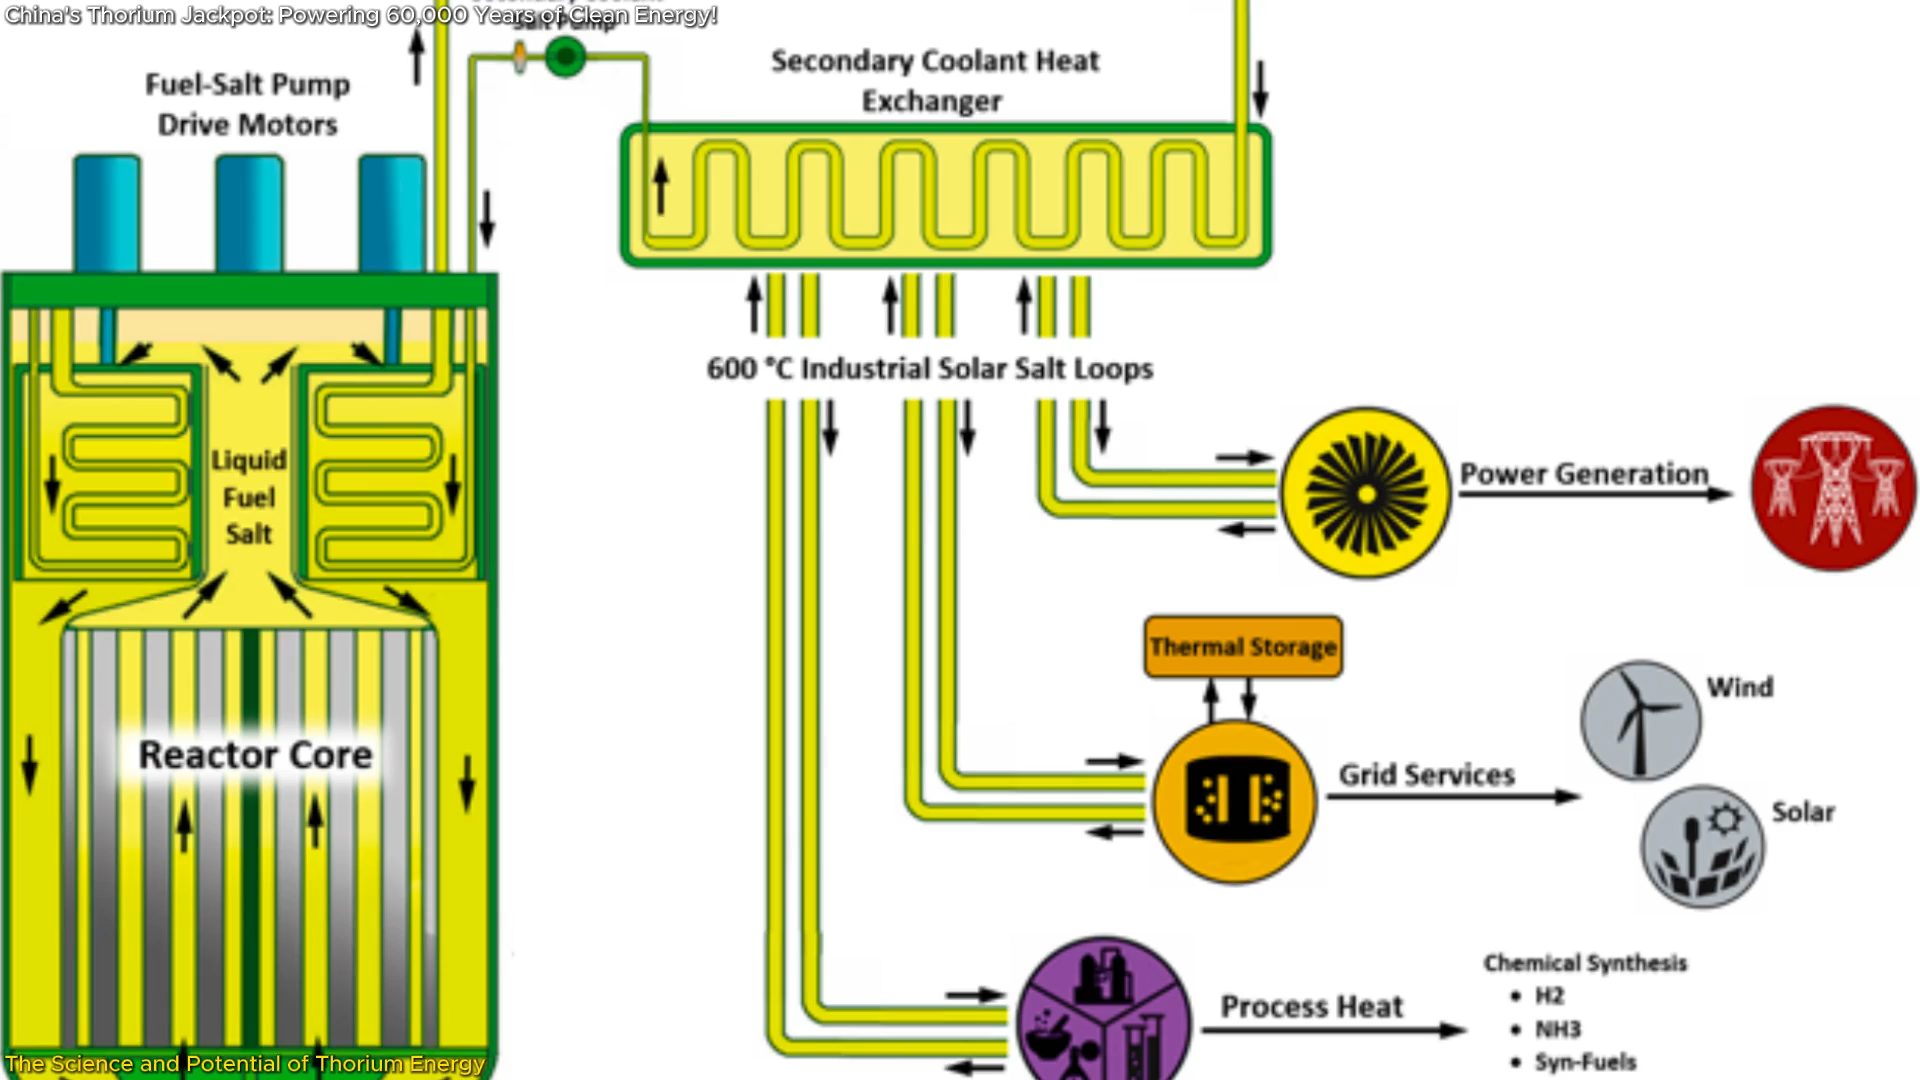 China's Thorium Jackpot: Powering 60,000 Years of Clean Energy!
Salt Pump
Fuel-Salt Pump
Drive Motors
Secondary Coolant Heat
Exchanger
600 °C Industrial Solar Salt Loops
Liquid
Fuel
Salt
Power Generation
Thermal Storage
Wind
Reactor Core
Grid Services
Solar
Chemical Synthesis
• H2
Process Heat
• NH3
• Syn-Fuels
The Science and Potential of Thorium Energy